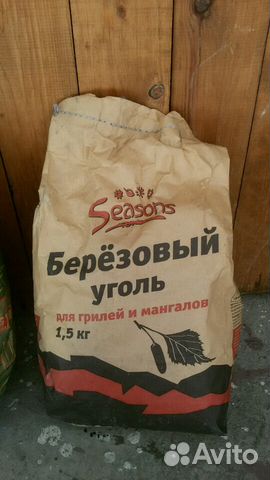 Seasons
Берёзовый
уголь
для грилей и мангалов
1,5 кг
Avito